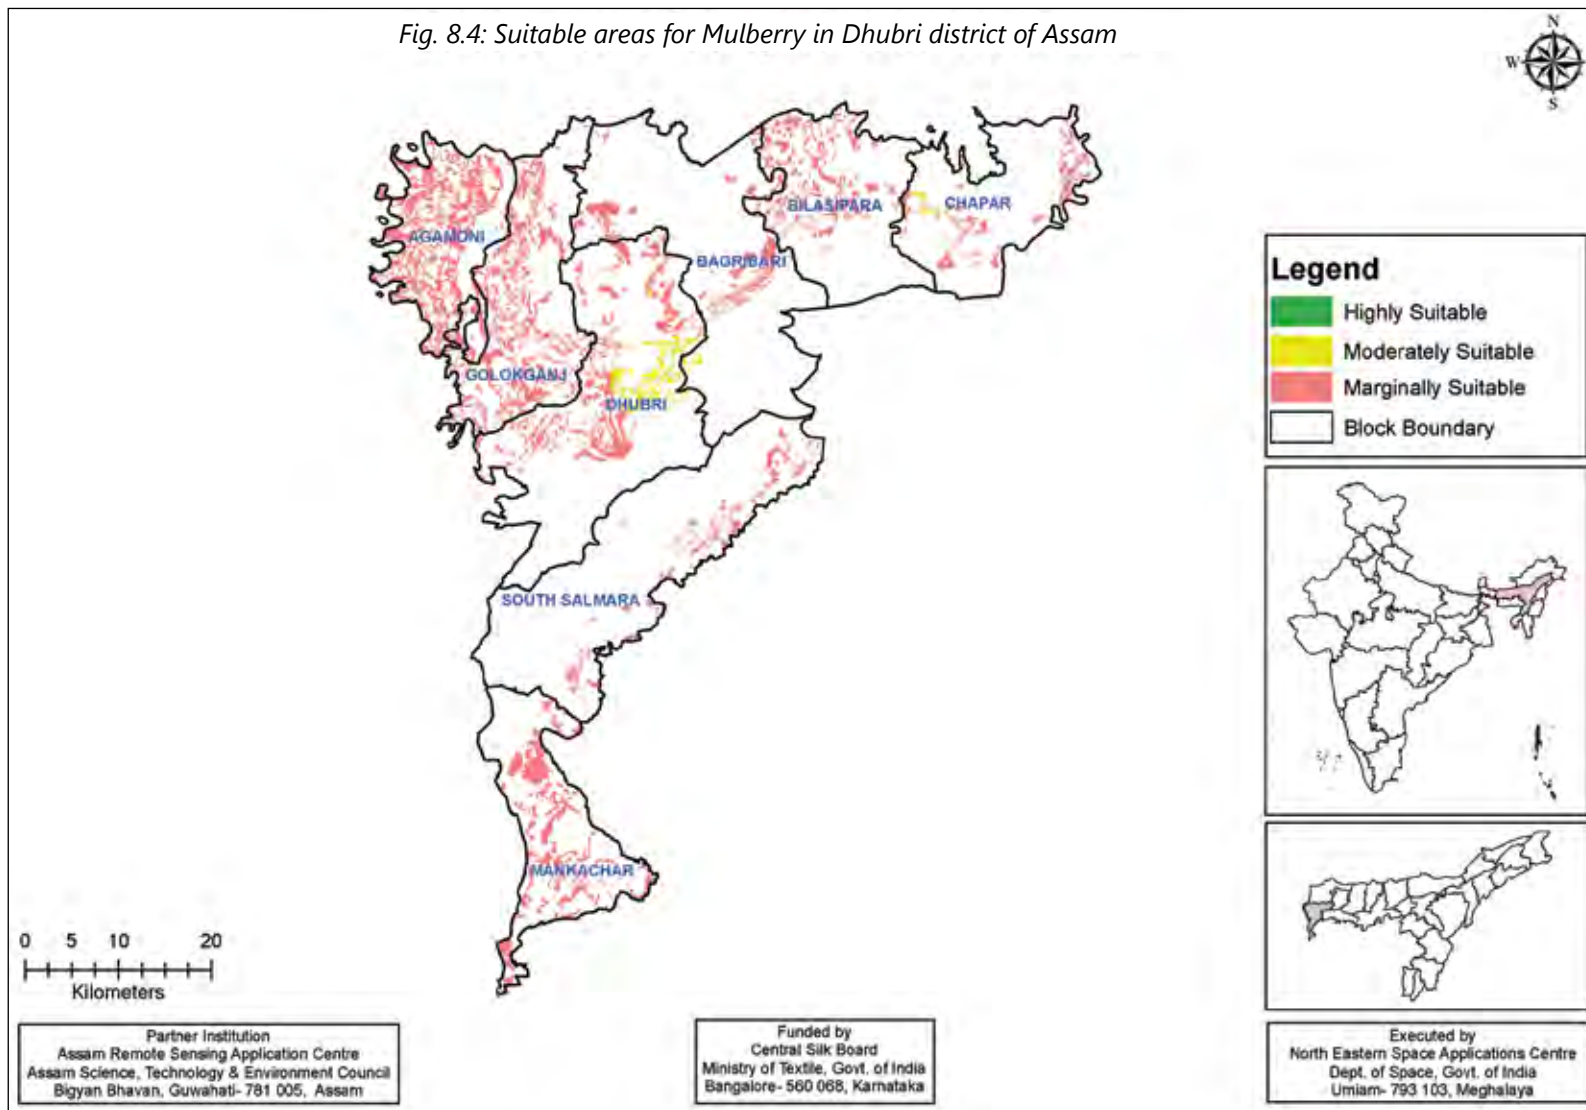 Fig. 8.4: Suitable areas for Mulberry in Dhubri district of Assam
N
W
S
BILASIPARA
CHAPAR
AGAMONI
BAGRIBARI
GOLOKGANJ
DHUBRI
SOUTH SALMARA
MANKACHAR
Legend
Highly Suitable
Moderately Suitable
Marginally Suitable
Block Boundary
0 5 10 20
Kilometers
Partner Institution
Assam Remote Sensing Application Centre
Assam Science, Technology & Environment Council
Bigyan Bhavan, Guwahati- 781 005, Assam
Funded by
Central Silk Board
Ministry of Textile, Govt. of India
Bangalore- 560 068, Karnataka
Executed by
North Eastern Space Applications Centre
Dept. of Space, Govt. of India
Umiam- 793 103, Meghalaya